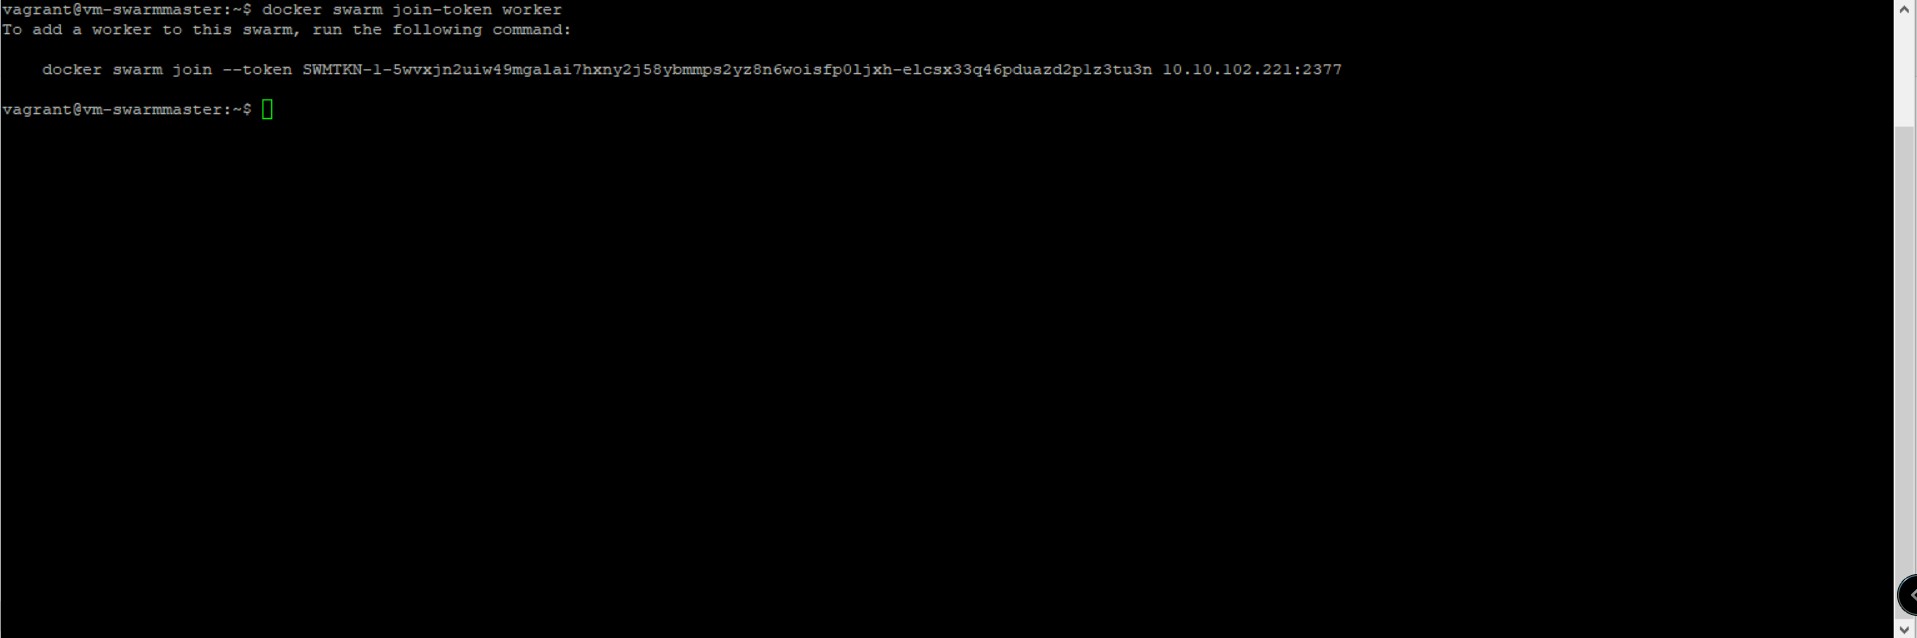 vagrant@vm-swarmmaster:~$ docker swarm join-token worker
To add a worker to this swarm, run the following command:
docker swarm join --token SWMTKN-1-5wvxjn2uiw49mgalai7hxny2j58ybmmps2yz8n6woisfp0ljxh-elcsx33q46pduazd2plz3tu3n 10.10.102.221:2377
vagrant@vm-swarmmaster:~$